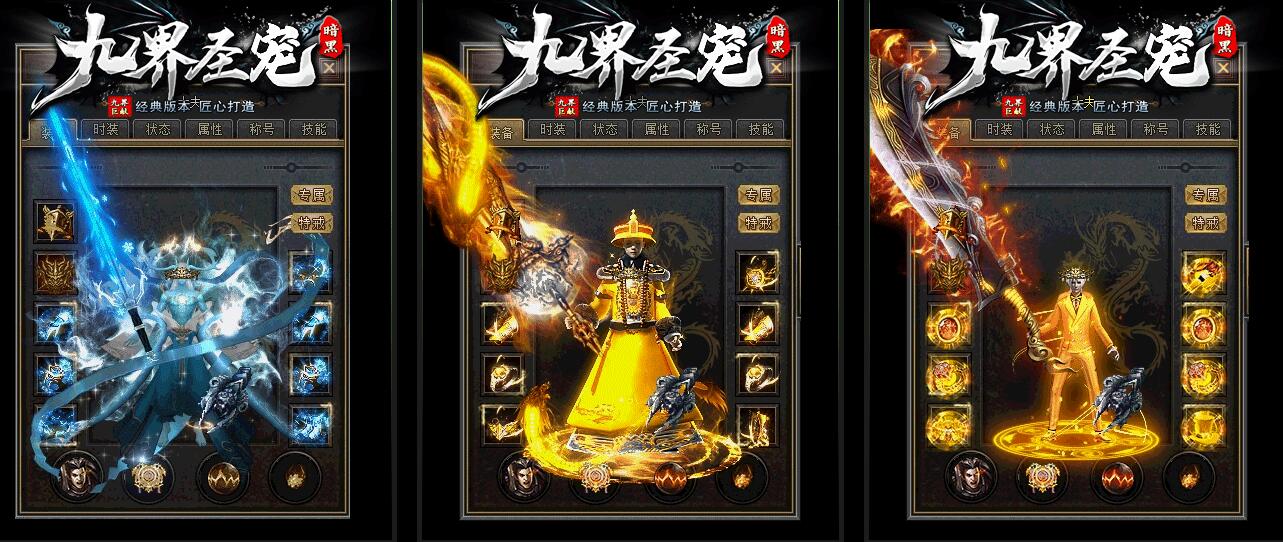 九界圣宠
暗黑
九界巨献
经典版本 匠心打造
时装 状态 属性 称号 技能
专属
特戒
九界圣宠
暗黑
九界巨献
经典版本 匠心打造
装备 时装 状态 属性 称号 技能
专属
特戒
九界圣宠
暗黑
九界巨献
经典版本 匠心打造
备 时装 状态 属性 称号 技能
专属
特戒